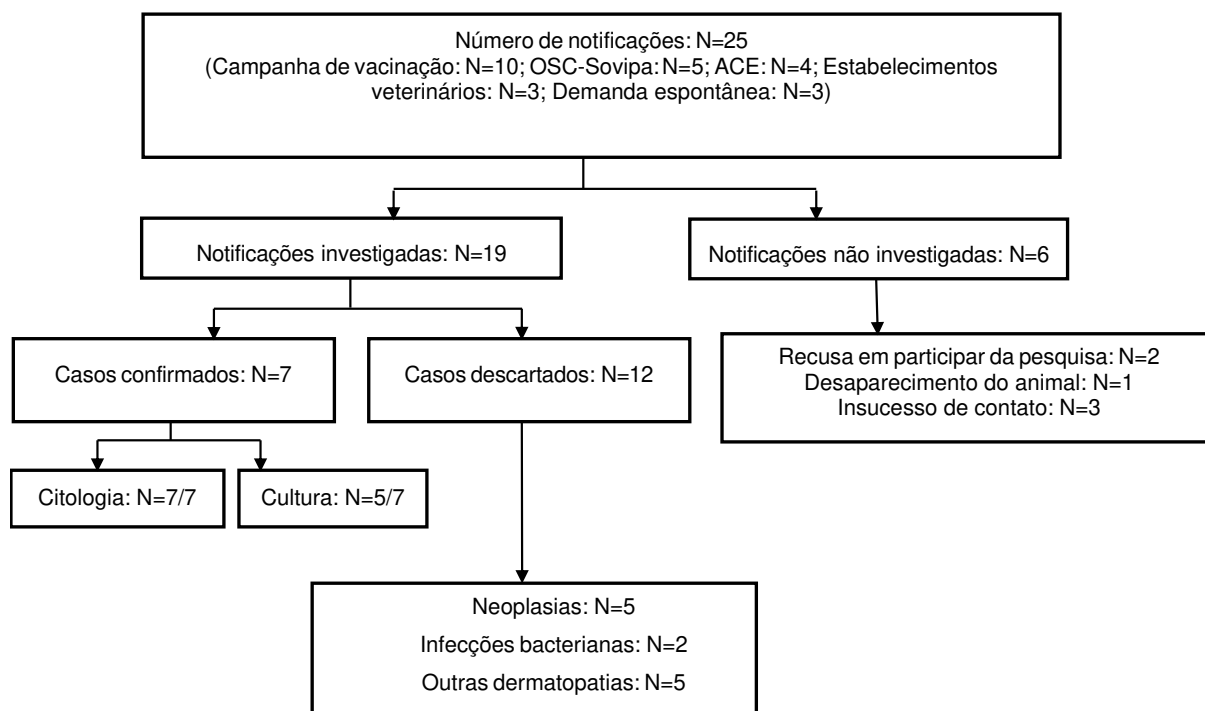 Número de notificações: N=25
(Campanha de vacinação: N=10; OSC-Sovipa: N=5; ACE: N=4; Estabelecimentos
veterinários: N=3; Demanda espontânea: N=3)
Notificações investigadas: N=19
Notificações não investigadas: N=6
Casos confirmados: N=7
Casos descartados: N=12
Recusa em participar da pesquisa: N=2
Desaparecimento do animal: N=1
Insucesso de contato: N=3
Citologia: N=7/7
Cultura: N=5/7
Neoplasias: N=5
Infecções bacterianas: N=2
Outras dermatopatias: N=5